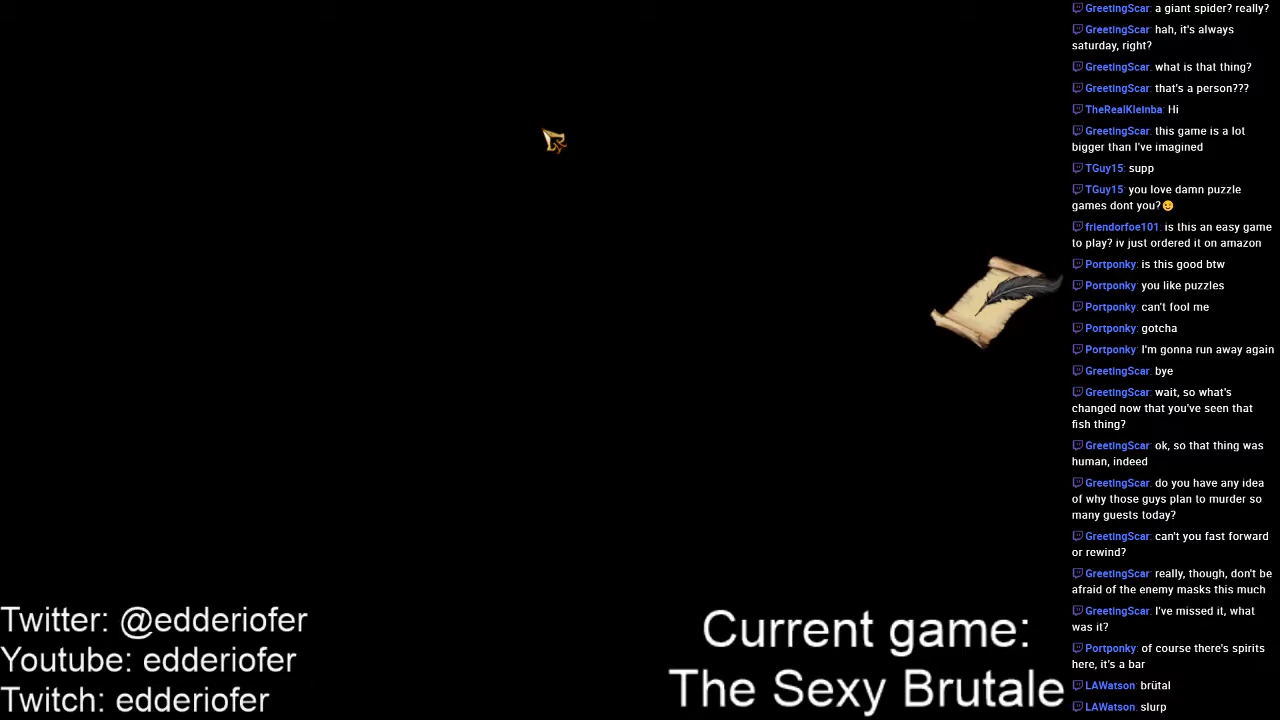 GreetingScar: a giant spider? really?
GreetingScar: hah, it's always
saturday, right?
GreetingScar: what is that thing?
GreetingScar: that's a person???
TheRealKleinba: Hi
GreetingScar: this game is a lot
bigger than I've imagined
TGuy15: supp
TGuy15: you love damn puzzle
games dont you?😉
friendorfoe101: is this an easy game
to play? iv just ordered it on amazon
Portponky: is this good btw
Portponky: you like puzzles
Portponky: can't fool me
Portponky: gotcha
Portponky: I'm gonna run away again
GreetingScar: bye
GreetingScar: wait, so what's
changed now that you've seen that
fish thing?
GreetingScar: ok, so that thing was
human, indeed
GreetingScar: do you have any idea
of why those guys plan to murder so
many guests today?
GreetingScar: can't you fast forward
or rewind?
GreetingScar: really, though, don't be
afraid of the enemy masks this much
GreetingScar: I've missed it, what
was it?
Portponky: of course there's spirits
here, it's a bar
LAWatson: brütal
LAWatson: slurp
Twitter: @edderiofer
Youtube: edderiofer
Twitch: edderiofer
Current game:
The Sexy Brutale